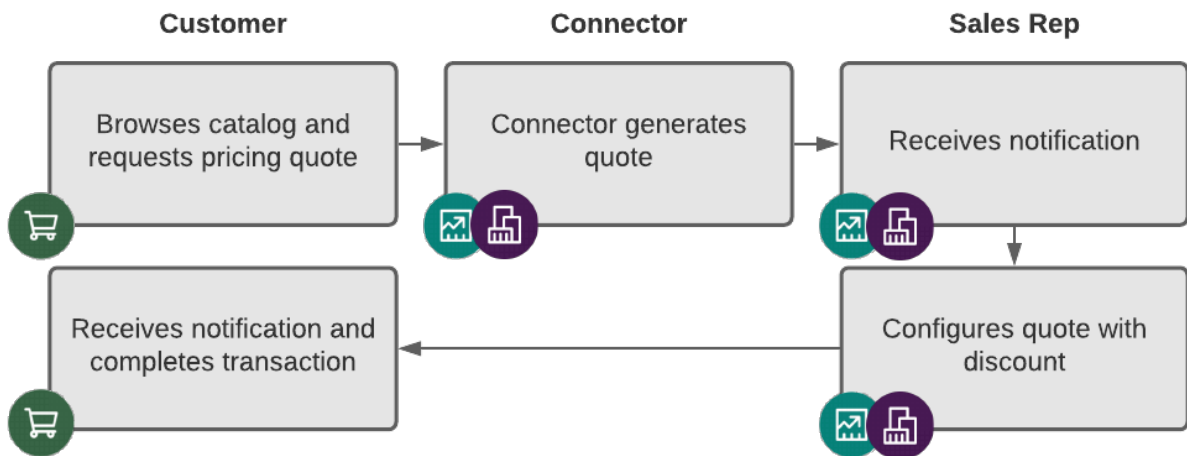 Customer
Connector
Sales Rep
Browses catalog and
requests pricing quote
Connector generates
quote
Receives notification
Receives notification and
completes transaction
Configures quote with
discount